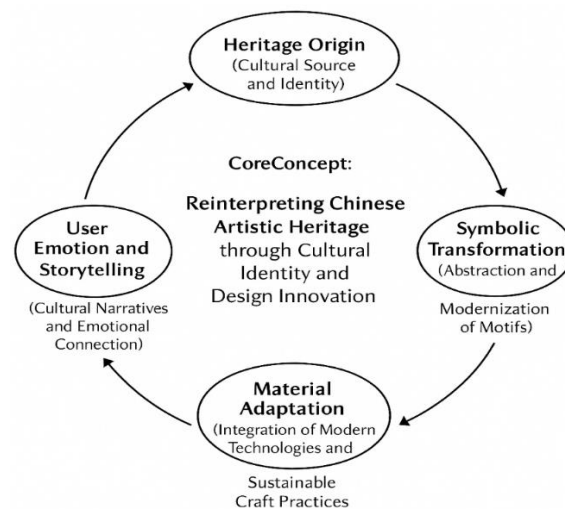 Heritage Origin
(Cultural Source
and Identity)
CoreConcept:
Reinterpreting Chinese
Artistic Heritage
through Cultural
Identity and
Design Innovation
Symbolic
Transformation
(Abstraction and
Modernization
of Motifs)
Material
Adaptation
(Integration of Modern
Technologies and
Sustainable
Craft Practices
User
Emotion and
Storytelling
(Cultural Narratives
and Emotional
Connection)